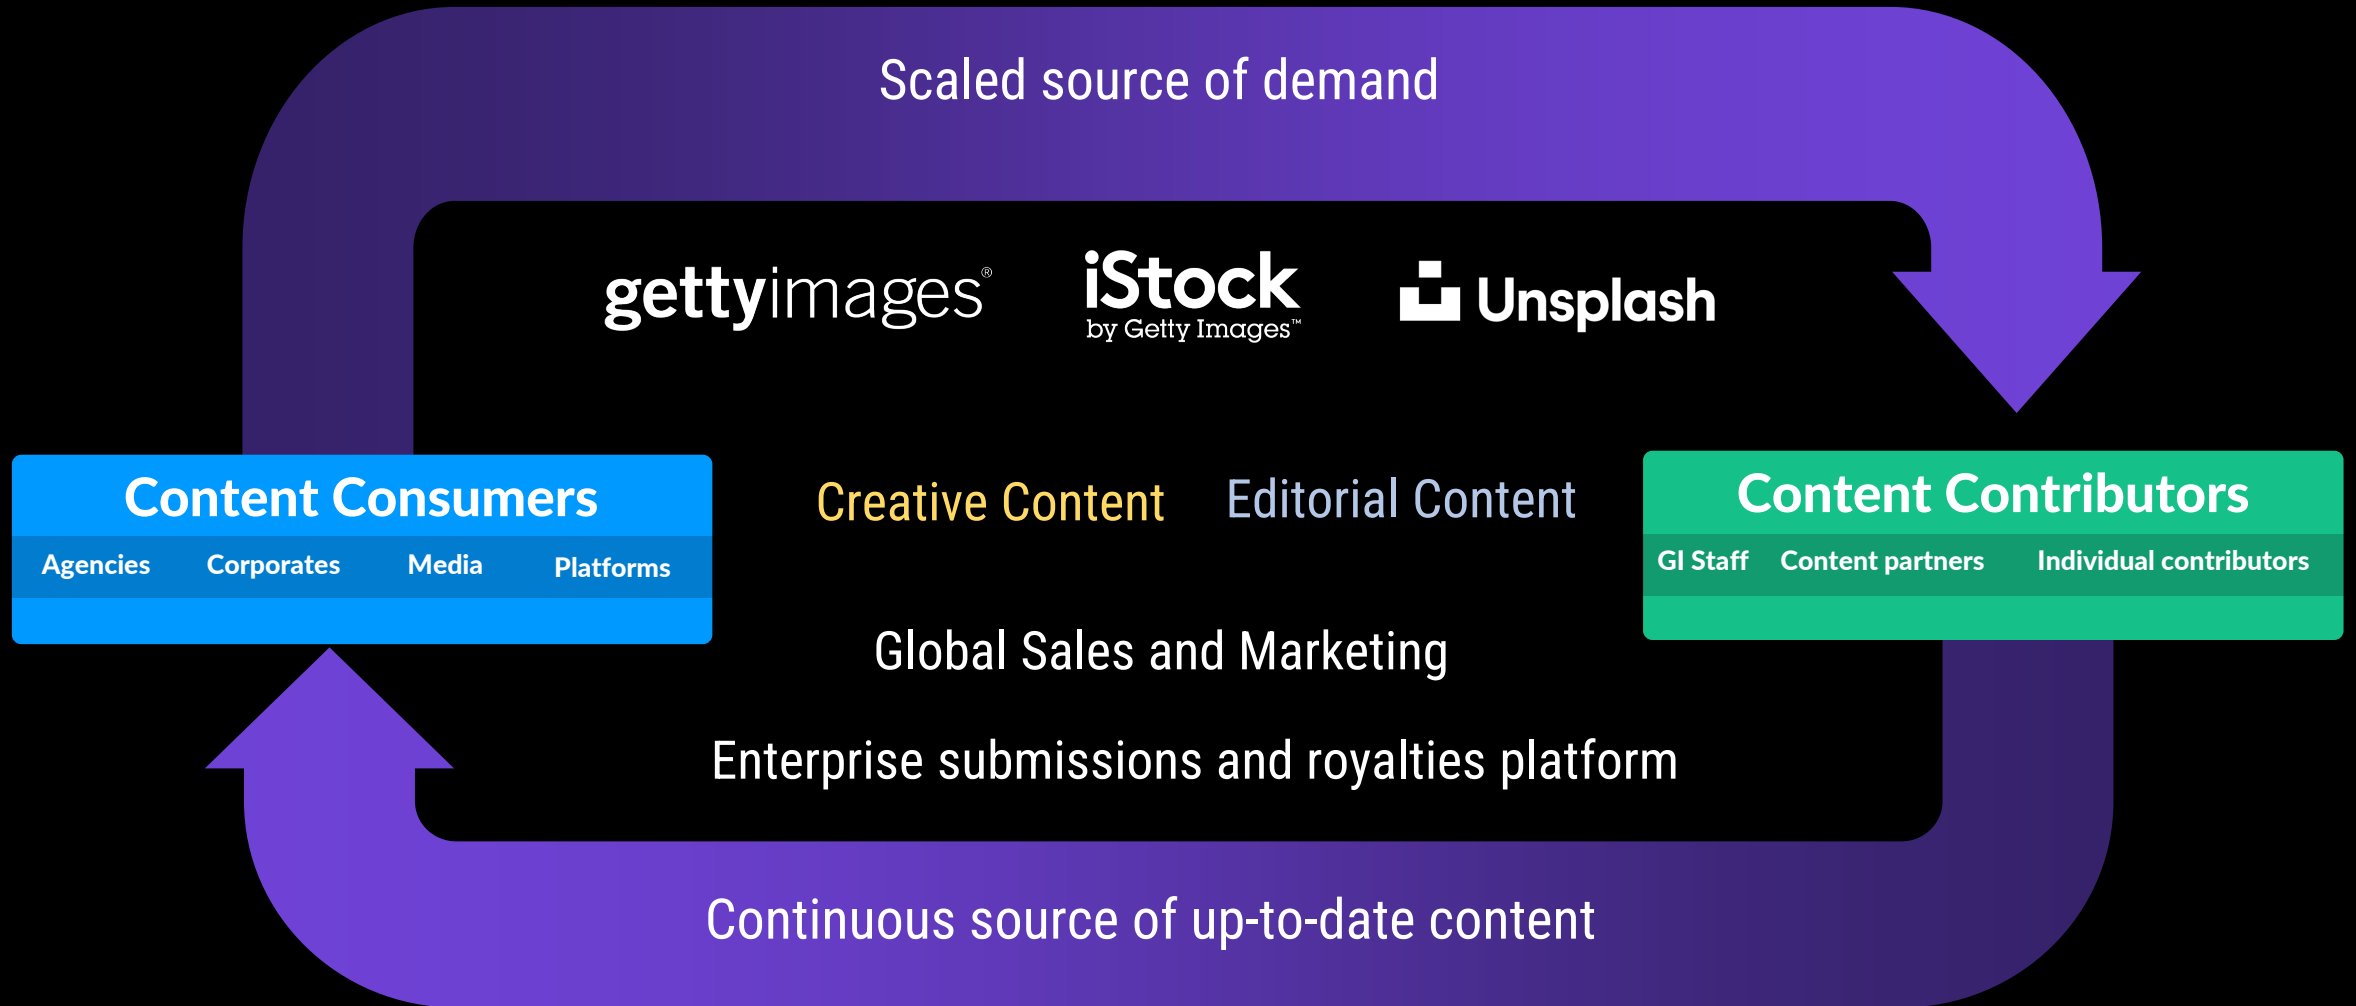 Scaled source of demand
gettyimages®
iStock
by Getty Images™
Unsplash
Content Consumers
Agencies Corporates Media Platforms
Creative Content
Editorial Content
Content Contributors
GI Staff Content partners Individual contributors
Global Sales and Marketing
Enterprise submissions and royalties platform
Continuous source of up-to-date content